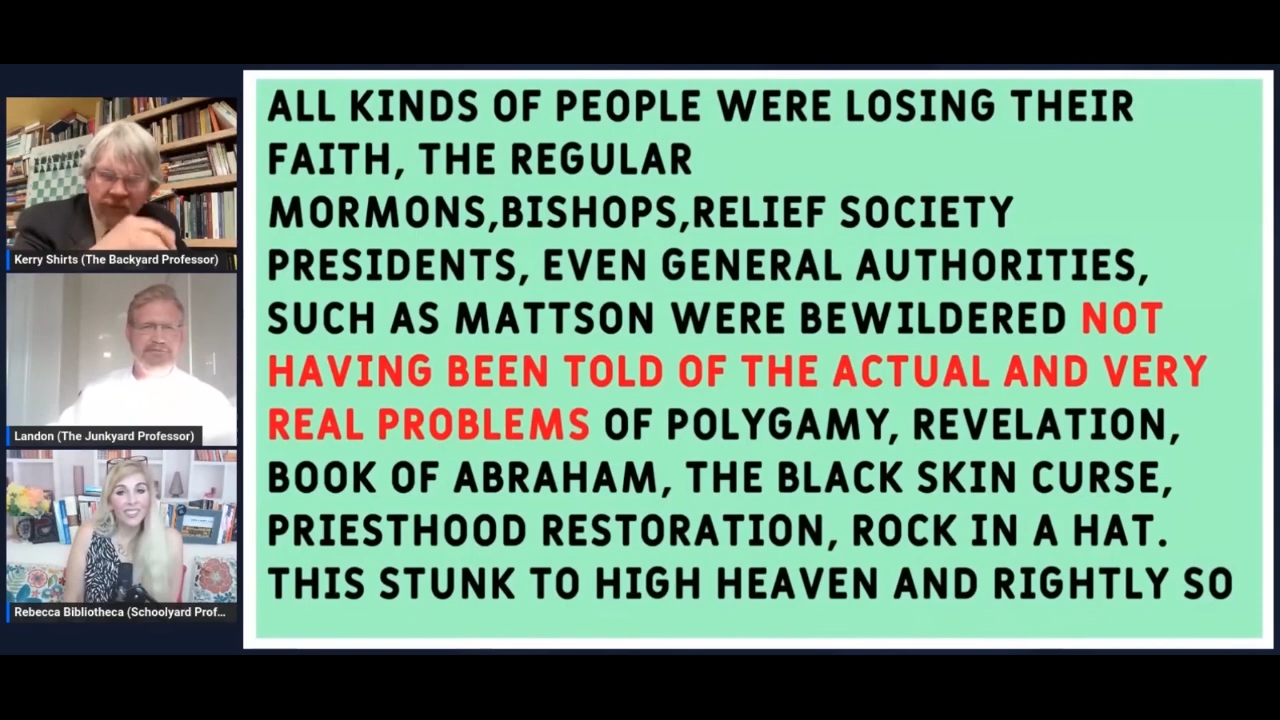 ALL KINDS OF PEOPLE WERE LOSING THEIR
FAITH, THE REGULAR
MORMONS,BISHOPS,RELIEF SOCIETY
PRESIDENTS, EVEN GENERAL AUTHORITIES,
SUCH AS MATTSON WERE BEWILDERED NOT
HAVING BEEN TOLD OF THE ACTUAL AND VERY
REAL PROBLEMS OF POLYGAMY, REVELATION,
BOOK OF ABRAHAM, THE BLACK SKIN CURSE,
PRIESTHOOD RESTORATION, ROCK IN A HAT.
THIS STUNK TO HIGH HEAVEN AND RIGHTLY SO
Kerry Shirts (The Backyard Professor)
Landon (The Junkyard Professor)
Rebecca Bibliotheca (Schoolyard Prof...